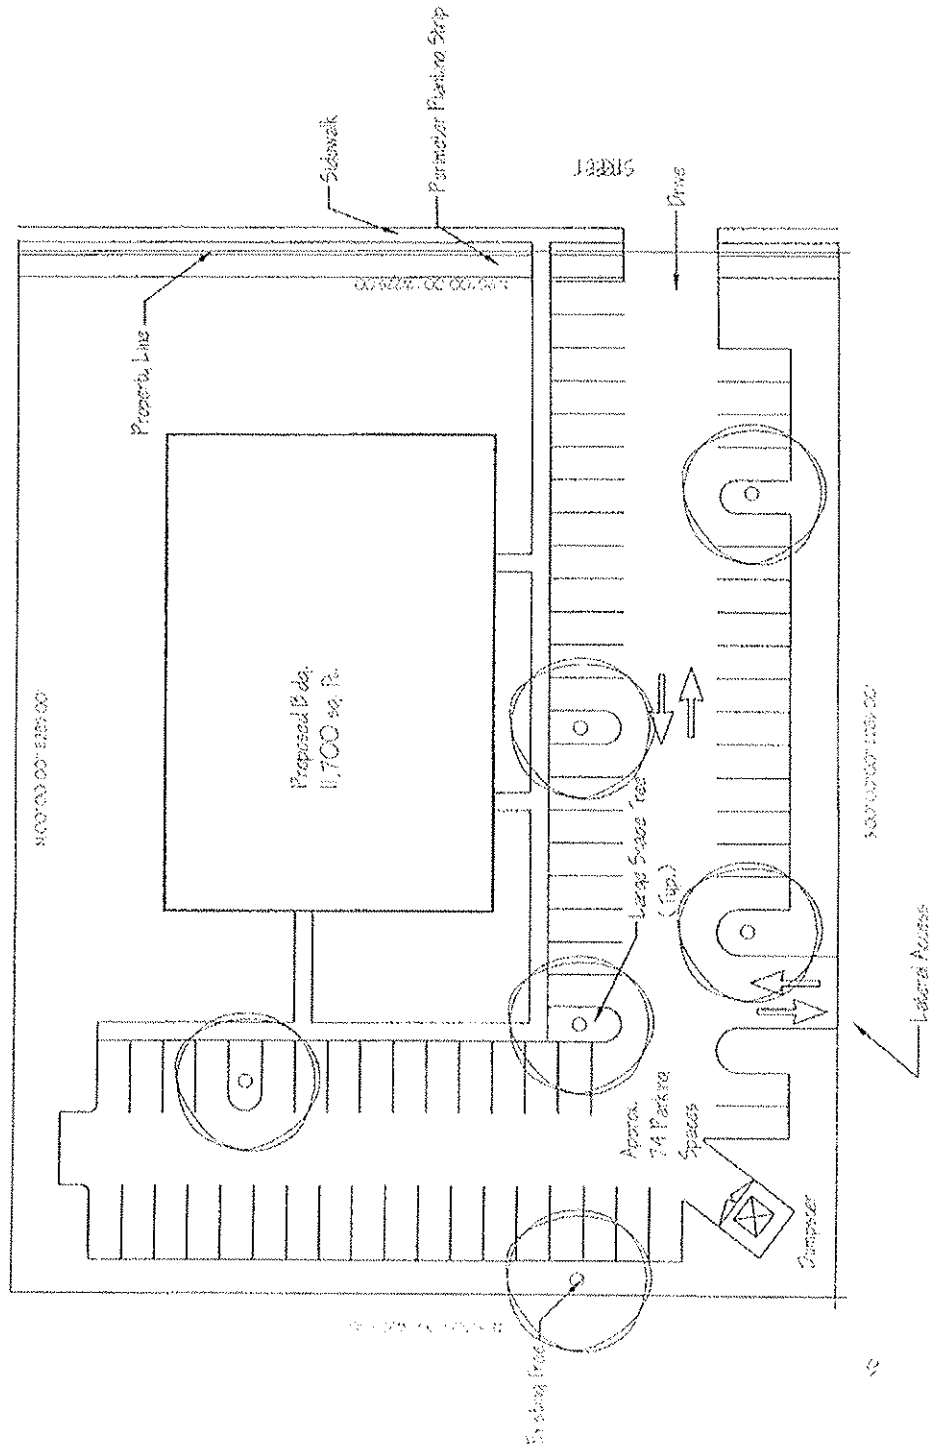 Sidewalk
Perimeter Planting Strip
STREET
Drive
Property Line
Proposed Bldg.
11,700 sq. ft.
Large Shade Tree
(Typ.)
Approx.
74 Parking
Spaces
Dumpster
Lateral Access
Existing Tree